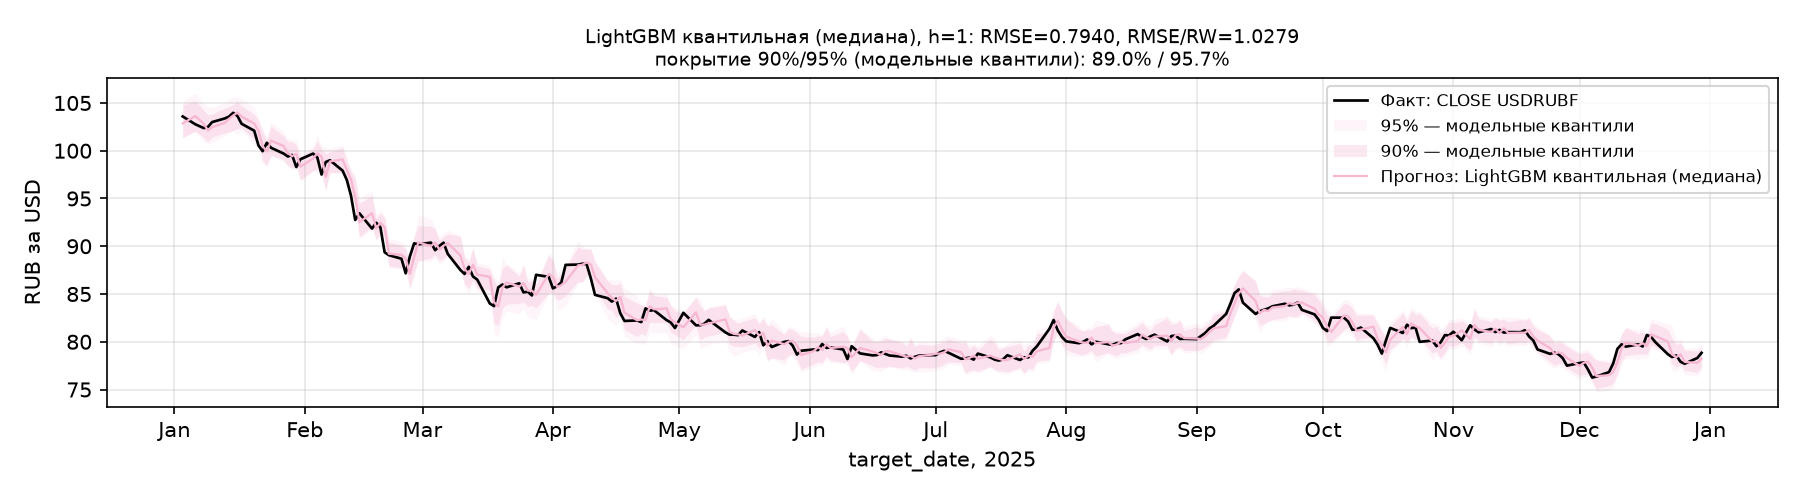 LightGBM квантильная (медиана), h=1: RMSE=0.7940, RMSE/RW=1.0279
покрытие 90%/95% (модельные квантили): 89.0% / 95.7%
RUB за USD
105
100
95
90
85
80
75
Факт: CLOSE USDRUBF
95% — модельные квантили
90% — модельные квантили
Прогноз: LightGBM квантильная (медиана)
Jan Feb Mar Apr May Jun Jul Aug Sep Oct Nov Dec Jan
target_date, 2025